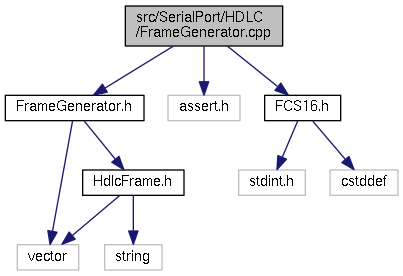 src/SerialPort/HDLC
/FrameGenerator.cpp
FrameGenerator.h
assert.h
FCS16.h
HdlcFrame.h
stdint.h
cstddef
vector
string